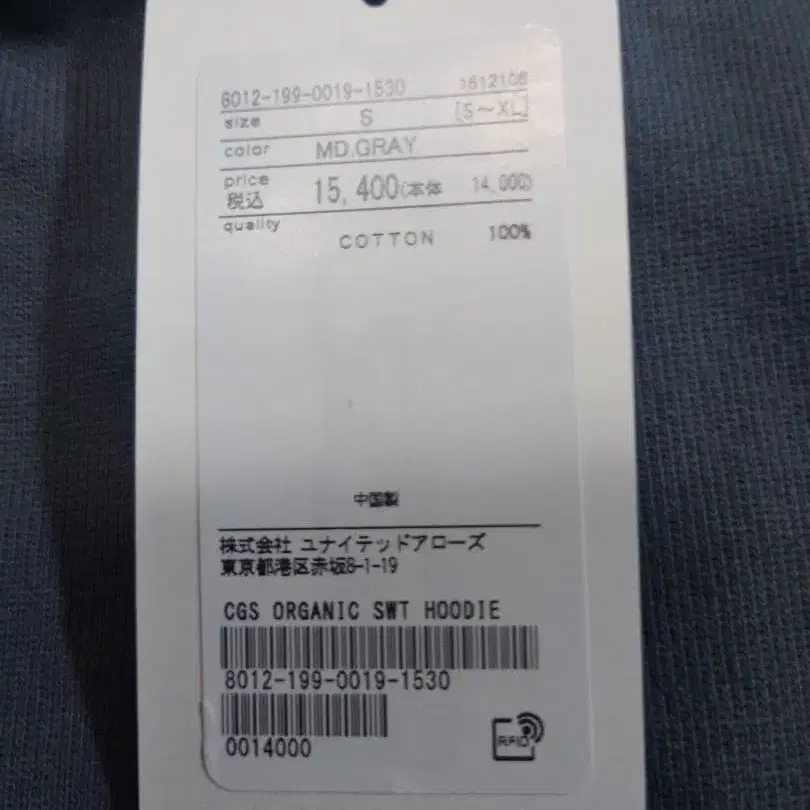 8012-199-0019-1530 1612106
size S [S~XL]
color MD.GRAY
price
税込 15,400(本体 14,000)
quality
COTTON 100%
中国製
株式会社 ユナイテッドアローズ
東京都港区赤坂8-1-19
CGS ORGANIC SWT HOODIE
8012-199-0019-1530
0014000
RFID